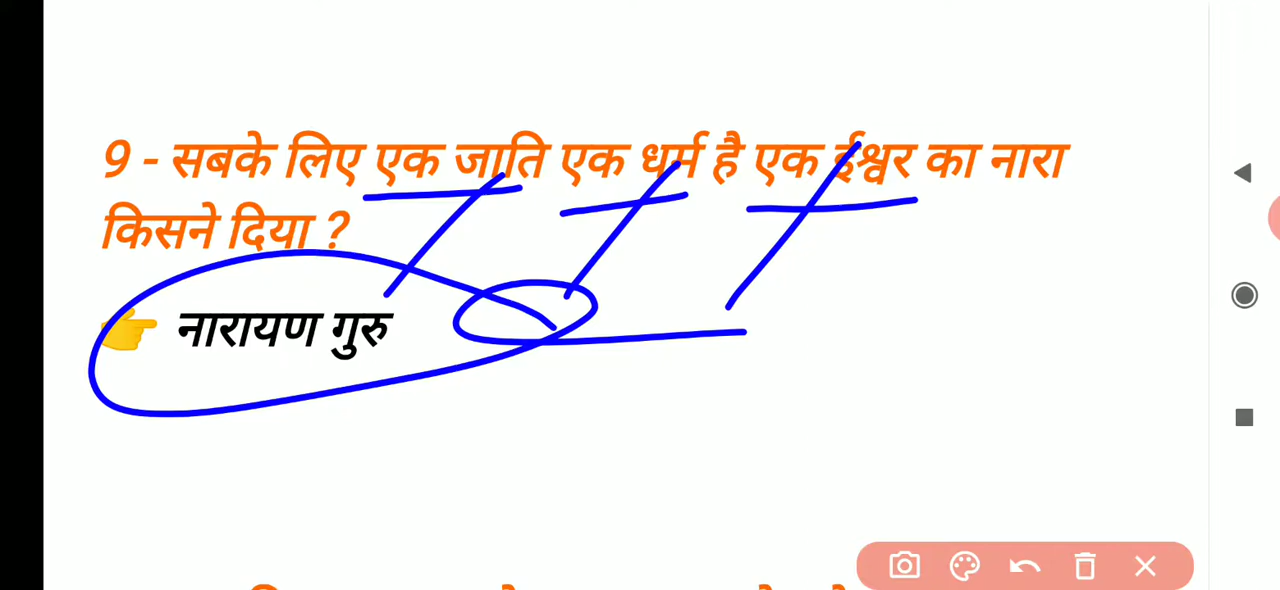 9 - सबके लिए एक जाति एक धर्म है एक ईश्वर का नारा
किसने दिया ?
👉 नारायण गुरु